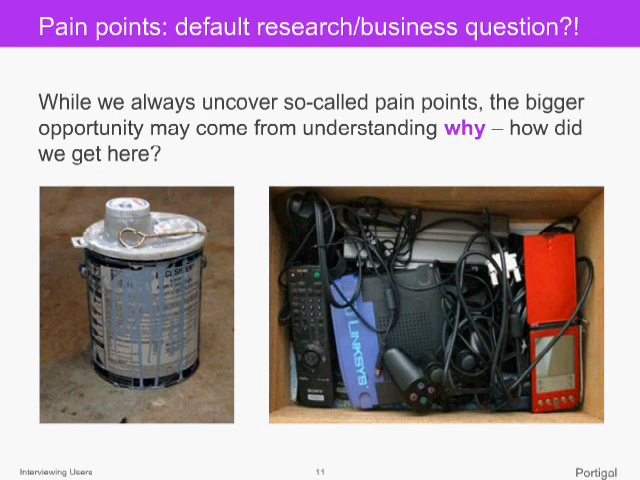 Pain points: default research/business question?!
While we always uncover so-called pain points, the bigger
opportunity may come from understanding why – how did
we get here?
LINKSYS
SONY
Interviewing Users
11
Portigal